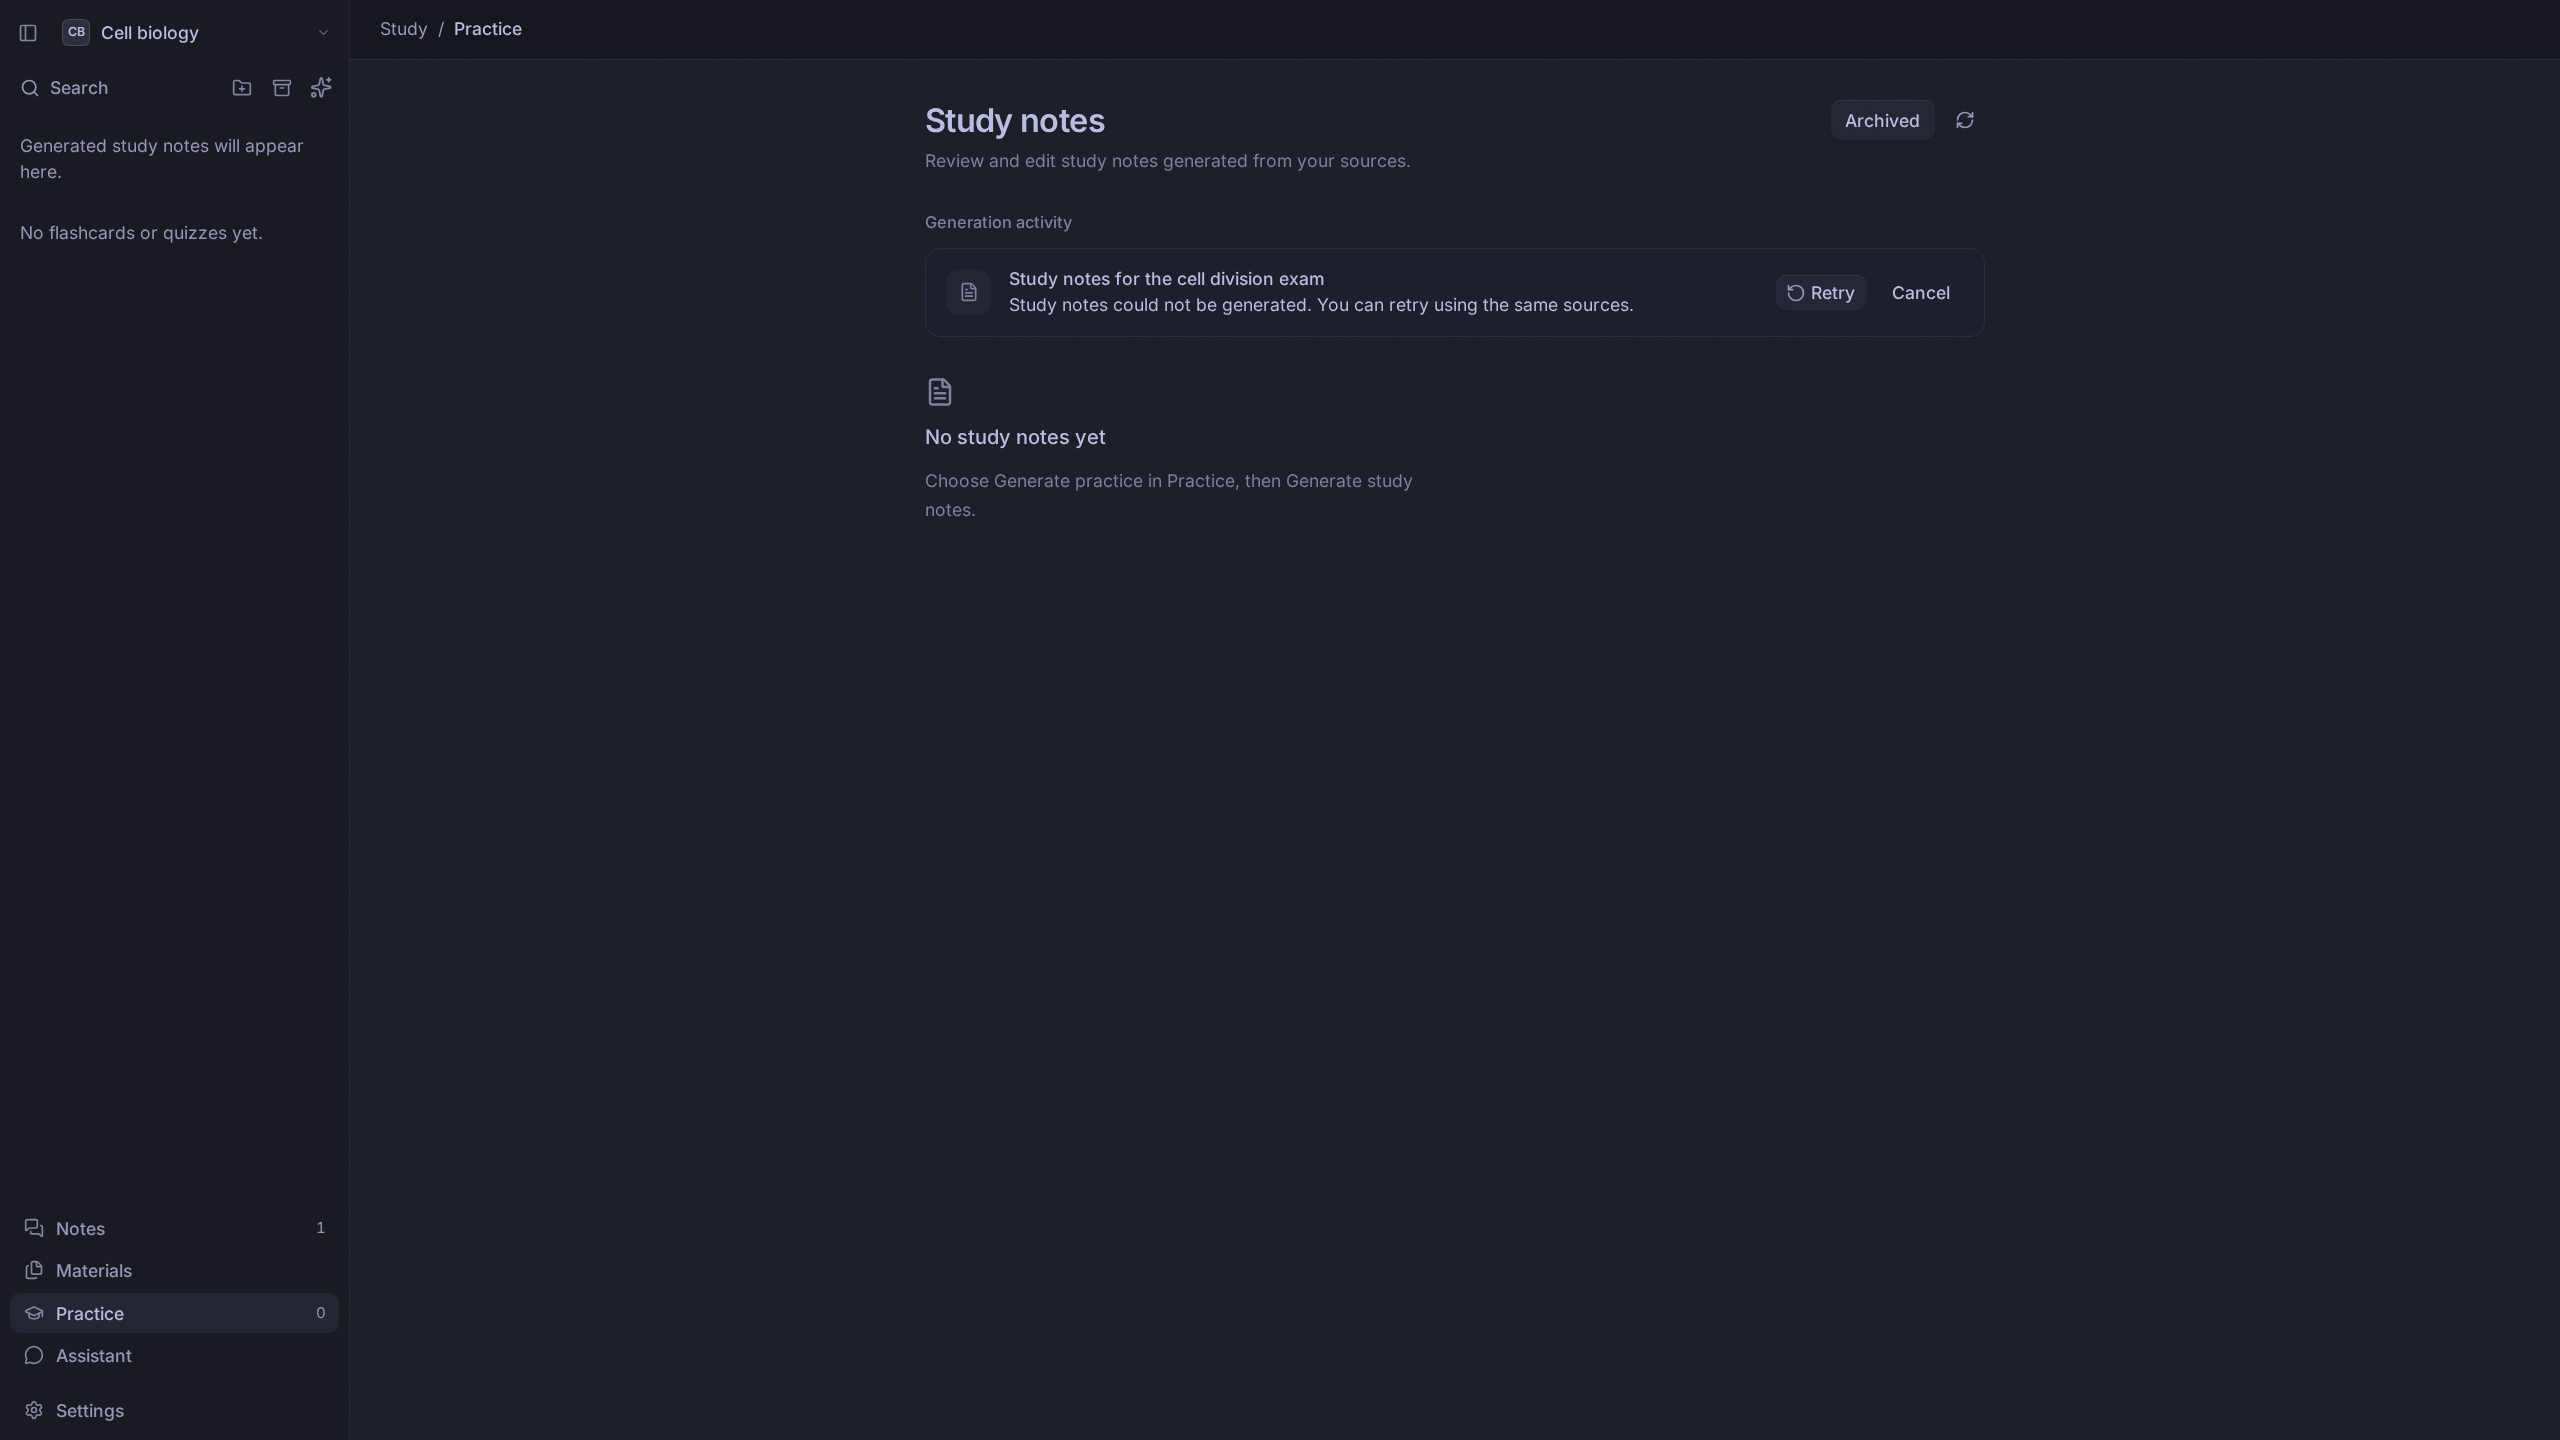 CB Cell biology
Search
Generated study notes will appear
here.
No flashcards or quizzes yet.
Notes 1
Materials
Practice 0
Assistant
Settings
Study / Practice
Study notes
Archived
Review and edit study notes generated from your sources.
Generation activity
Study notes for the cell division exam
Study notes could not be generated. You can retry using the same sources.
Retry Cancel
No study notes yet
Choose Generate practice in Practice, then Generate study
notes.